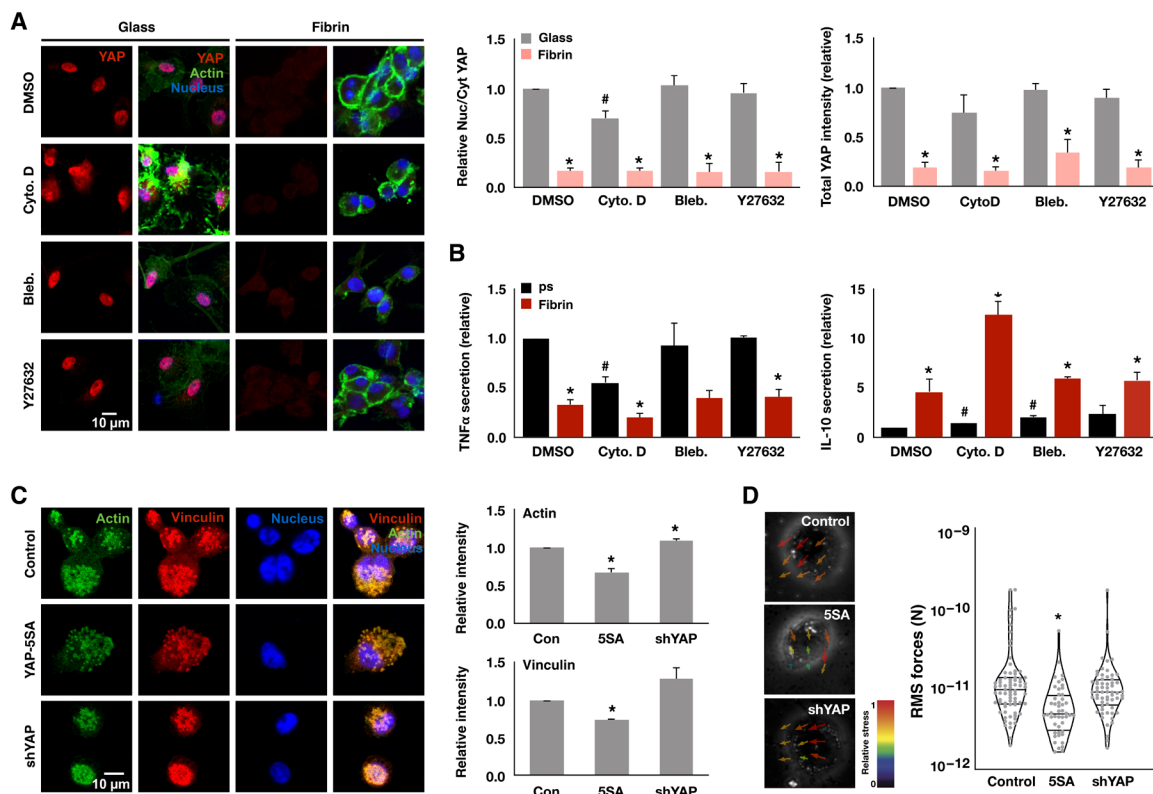 A
Glass
Fibrin
YAP
YAP
Actin
Nucleus
DMSO
Cyto. D
Bleb.
Y27632
10 µm
Relative Nuc/Cyt YAP
1.5
1.0
0.5
0.0
Glass
Fibrin
#
*
*
*
*
DMSO
Cyto. D
Bleb.
Y27632
Total YAP intensity (relative)
1.5
1.0
0.5
0.0
*
*
*
*
DMSO
CytoD
Bleb.
Y27632
B
TNFα secretion (relative)
1.5
1.0
0.5
0.0
ps
Fibrin
#
*
*
*
DMSO
Cyto. D
Bleb.
Y27632
IL-10 secretion (relative)
15
10
5
0
*
#
*
#
*
*
DMSO
Cyto. D
Bleb.
Y27632
C
Actin
Vinculin
Nucleus
Vinculin
Actin
Nucleus
Control
YAP-5SA
shYAP
10 µm
Actin
Relative intensity
1.5
1.0
0.5
0.0
*
*
Con
5SA
shYAP
Vinculin
Relative intensity
1.5
1.0
0.5
0.0
*
Con
5SA
shYAP
D
Control
5SA
shYAP
1
Relative stress
0
RMS forces (N)
10⁻⁹
10⁻¹⁰
10⁻¹¹
10⁻¹²
*
Control
5SA
shYAP